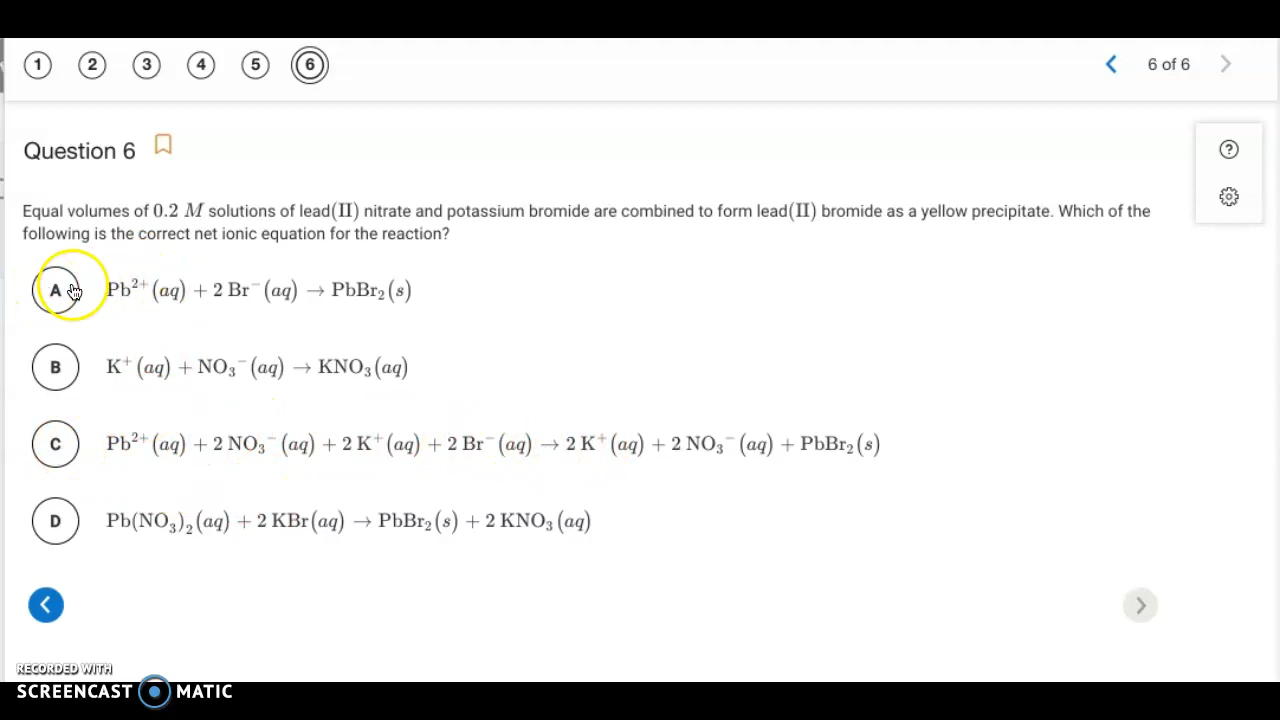 1 2 3 4 5 6 6 of 6
Question 6
Equal volumes of 0.2 M solutions of lead(II) nitrate and potassium bromide are combined to form lead(II) bromide as a yellow precipitate. Which of the
following is the correct net ionic equation for the reaction?
A Pb²⁺(aq) + 2 Br⁻(aq) → PbBr₂(s)
B K⁺(aq) + NO₃⁻(aq) → KNO₃(aq)
C Pb²⁺(aq) + 2 NO₃⁻(aq) + 2 K⁺(aq) + 2 Br⁻(aq) → 2 K⁺(aq) + 2 NO₃⁻(aq) + PbBr₂(s)
D Pb(NO₃)₂(aq) + 2 KBr(aq) → PbBr₂(s) + 2 KNO₃(aq)
RECORDED WITH
SCREENCAST MATIC